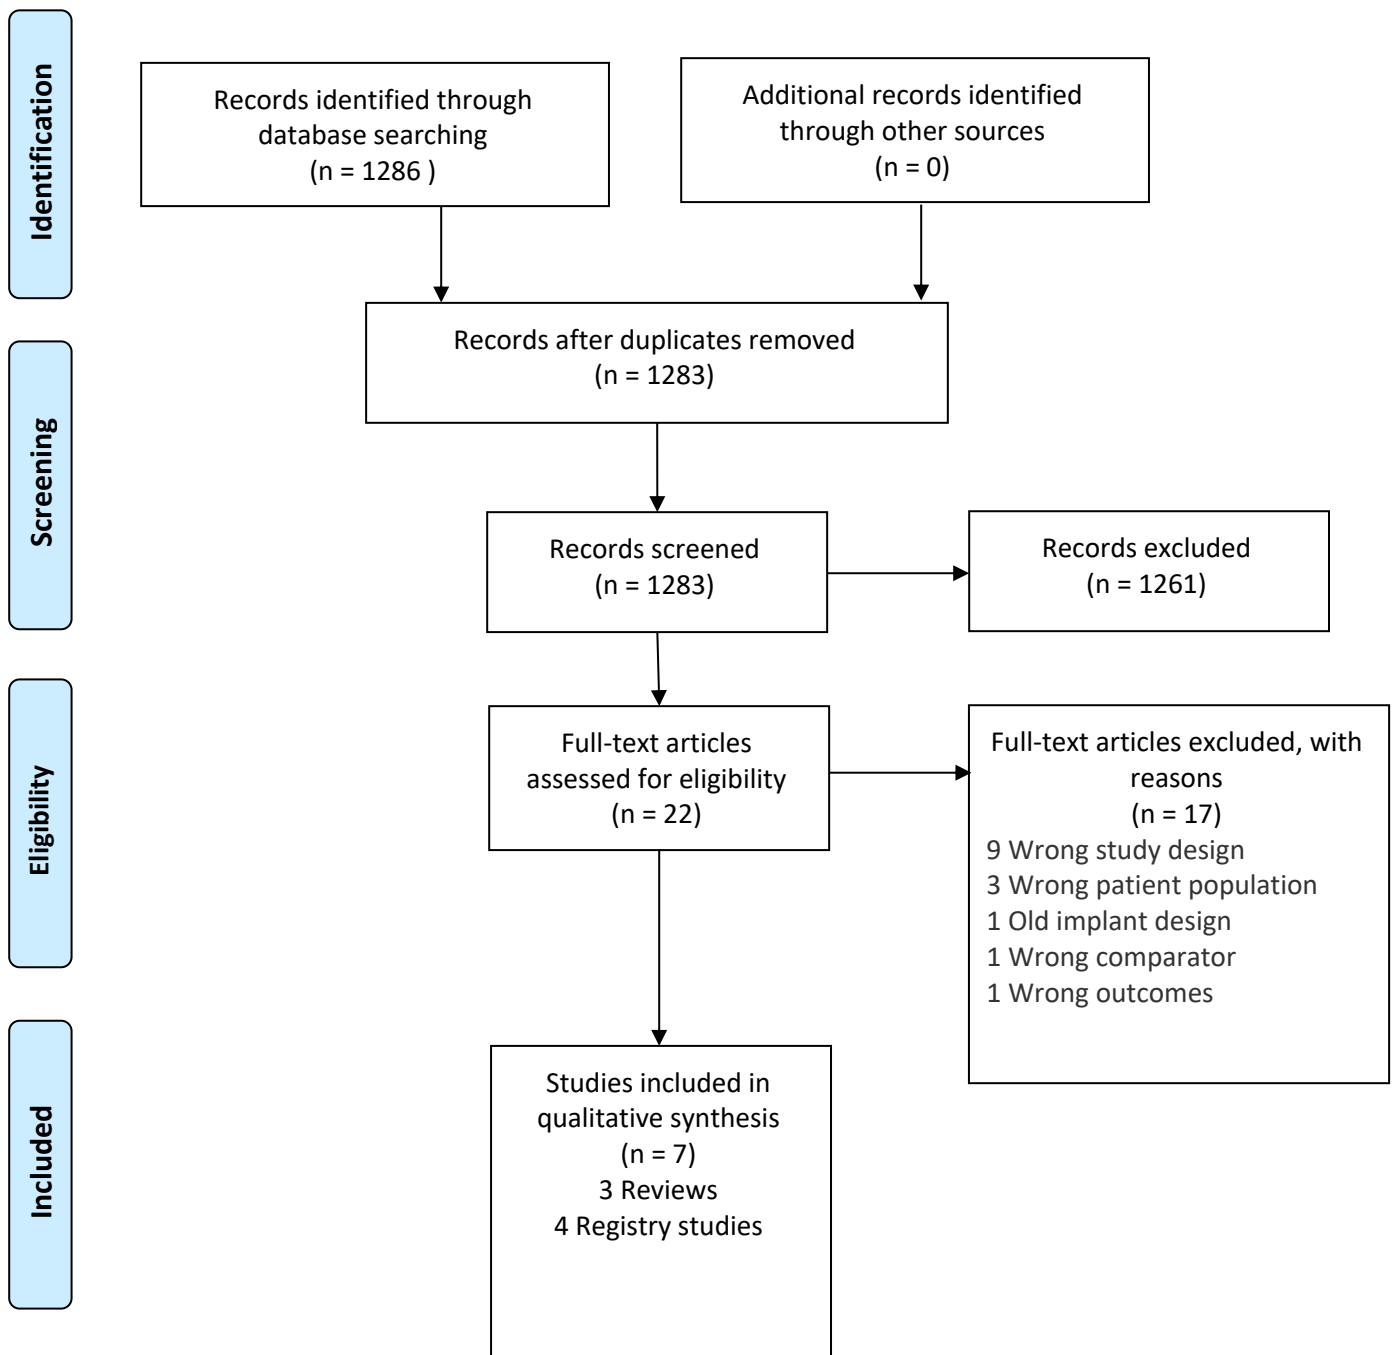 Identification
Records identified through
database searching
(n = 1286 )
Additional records identified
through other sources
(n = 0)
Records after duplicates removed
(n = 1283)
Screening
Records screened
(n = 1283)
Records excluded
(n = 1261)
Eligibility
Full-text articles
assessed for eligibility
(n = 22)
Full-text articles excluded, with
reasons
(n = 17)
9 Wrong study design
3 Wrong patient population
1 Old implant design
1 Wrong comparator
1 Wrong outcomes
Included
Studies included in
qualitative synthesis
(n = 7)
3 Reviews
4 Registry studies